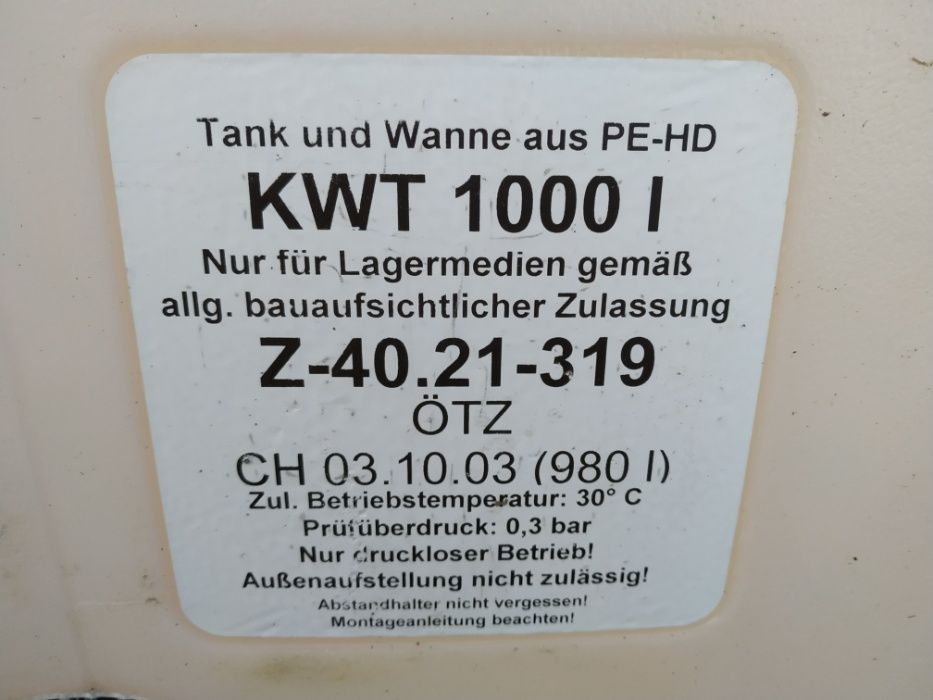 Tank und Wanne aus PE-HD
KWT 1000 l
Nur für Lagermedien gemäß
allg. bauaufsichtlicher Zulassung
Z-40.21-319
ÖTZ
CH 03.10.03 (980 l)
Zul. Betriebstemperatur: 30° C
Prüfüberdruck: 0,3 bar
Nur druckloser Betrieb!
Außenaufstellung nicht zulässig!
Abstandhalter nicht vergessen!
Montageanleitung beachten!